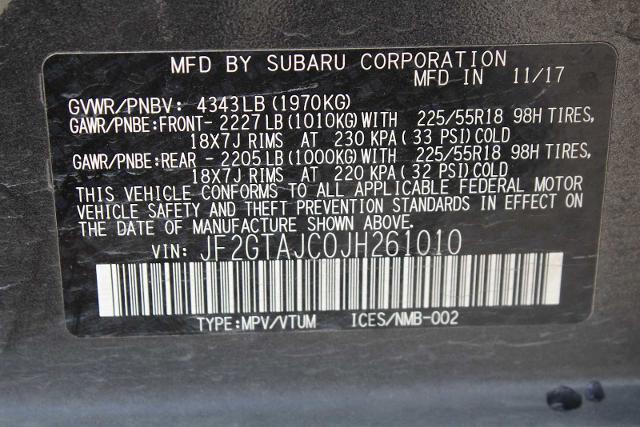 MFD BY SUBARU CORPORATION
MFD IN 11/17
GVWR/PNBV: 4343LB (1970KG)
GAWR/PNBE:FRONT- 2227LB (1010KG)WITH 225/55R18 98H TIRES,
18X7J RIMS AT 230 KPA( 33 PSI)COLD
GAWR/PNBE:REAR - 2205LB (1000KG)WITH 225/55R18 98H TIRES,
18X7J RIMS AT 220 KPA( 32 PSI)COLD
THIS VEHICLE CONFORMS TO ALL APPLICABLE FEDERAL MOTOR
VEHICLE SAFETY AND THEFT PREVENTION STANDARDS IN EFFECT ON
THE DATE OF MANUFACTURE SHOWN ABOVE.
VIN: JF2GTAJC0JH261010
TYPE:MPV/VTUM ICES/NMB-002